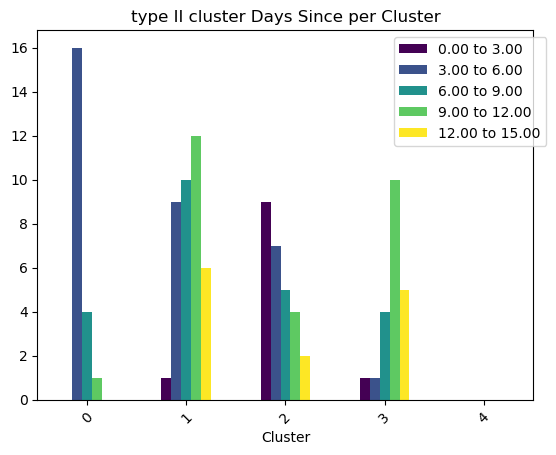 type II cluster Days Since per Cluster
0.00 to 3.00
3.00 to 6.00
6.00 to 9.00
9.00 to 12.00
12.00 to 15.00
16
14
12
10
8
6
4
2
0
0 1 2 3 4
Cluster